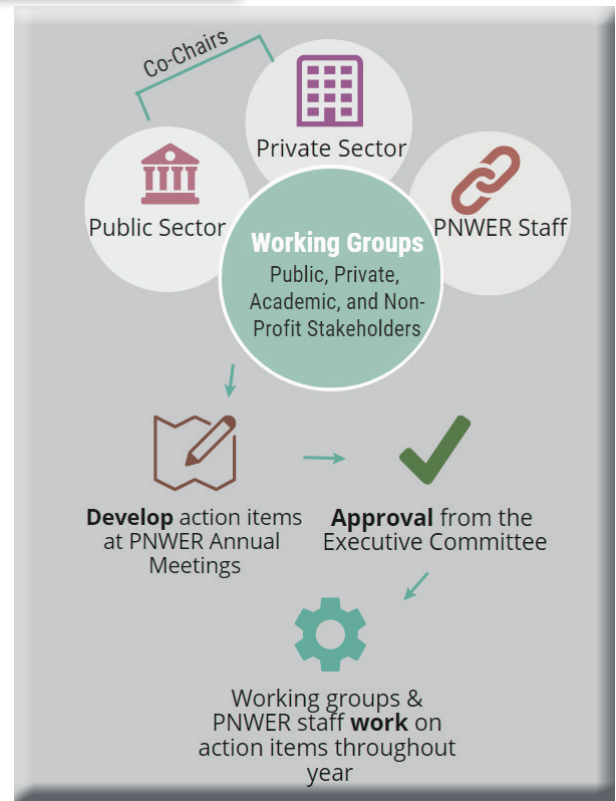 Co-Chairs
Private Sector
Public Sector
PNWER Staff
Working Groups
Public, Private,
Academic, and Non-
Profit Stakeholders
Develop action items
at PNWER Annual
Meetings
Approval from the
Executive Committee
Working groups &
PNWER staff work on
action items throughout
year